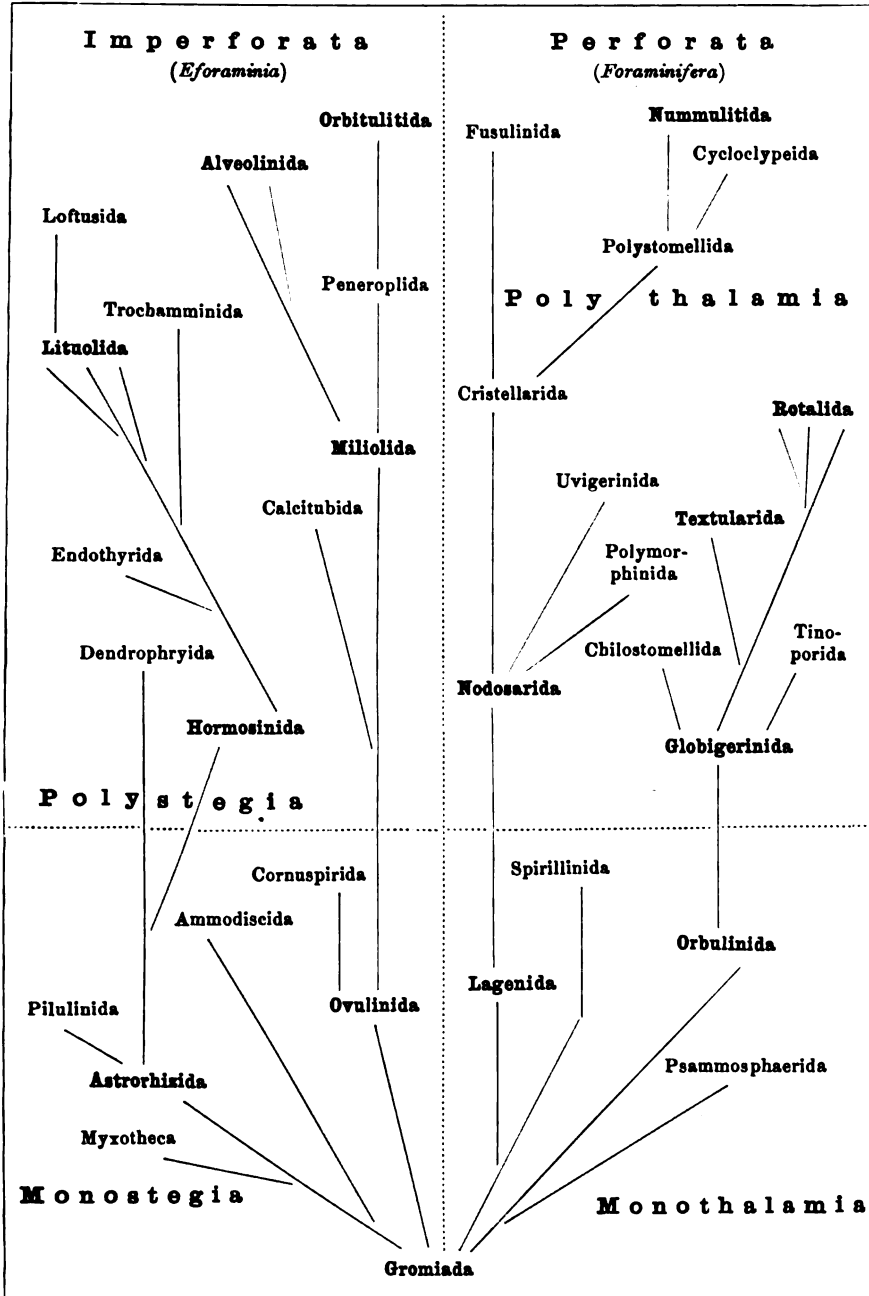 Imperforata
(Eforaminia)
Perforata
(Foraminifera)
Orbitulitida
Alveolinida
Loftusida
Peneroplida
Trochamminida
Lituolida
Miliolida
Calcitubida
Endothyrida
Dendrophryida
Hormosinida
Polystegia
Fusulinida
Nummulitida
Cycloclypeida
Polystomellida
Polythalamia
Cristellarida
Rotalida
Uvigerinida
Textularida
Polymor-
phinida
Chilostomellida
Tino-
porida
Nodosarida
Globigerinida
Cornuspirida
Ammodiscida
Ovulinida
Pilulinida
Astrorhizida
Myxotheca
Monostegia
Spirillinida
Orbulinida
Lagenida
Psammosphaerida
Monothalamia
Gromiada